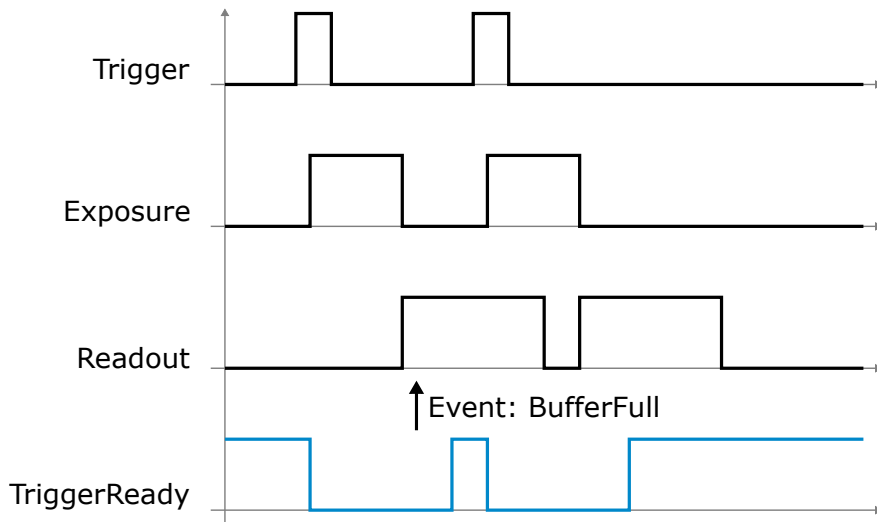 Trigger
Exposure
Readout
Event: BufferFull
TriggerReady